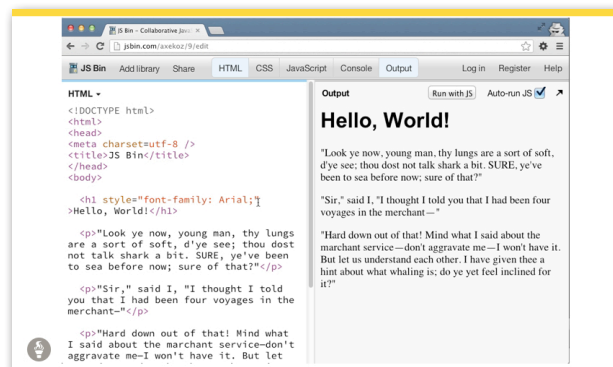 JS Bin - Collaborative JavaSc
jsbin.com/axekoz/9/edit
JS Bin Add library Share HTML CSS JavaScript Console Output Log in Register Help
HTML
<!DOCTYPE html>
<html>
<head>
<meta charset=utf-8 />
<title>JS Bin</title>
</head>
<body>
<h1 style="font-family: Arial;"
>Hello, World!</h1>
<p>"Look ye now, young man, thy lungs
are a sort of soft, d'ye see; thou dost
not talk shark a bit. SURE, ye've been
to sea before now; sure of that?"</p>
<p>"Sir," said I, "I thought I told
you that I had been four voyages in the
merchant—"</p>
<p>"Hard down out of that! Mind what
I said about the marchant service—don't
aggravate me—I won't have it. But let
Output Run with JS Auto-run JS
Hello, World!
"Look ye now, young man, thy lungs are a sort of soft,
d'ye see; thou dost not talk shark a bit. SURE, ye've
been to sea before now; sure of that?"
"Sir," said I, "I thought I told you that I had been four
voyages in the merchant—"
"Hard down out of that! Mind what I said about the
marchant service—don't aggravate me—I won't have it.
But let us understand each other. I have given thee a
hint about what whaling is; do ye yet feel inclined for
it?"